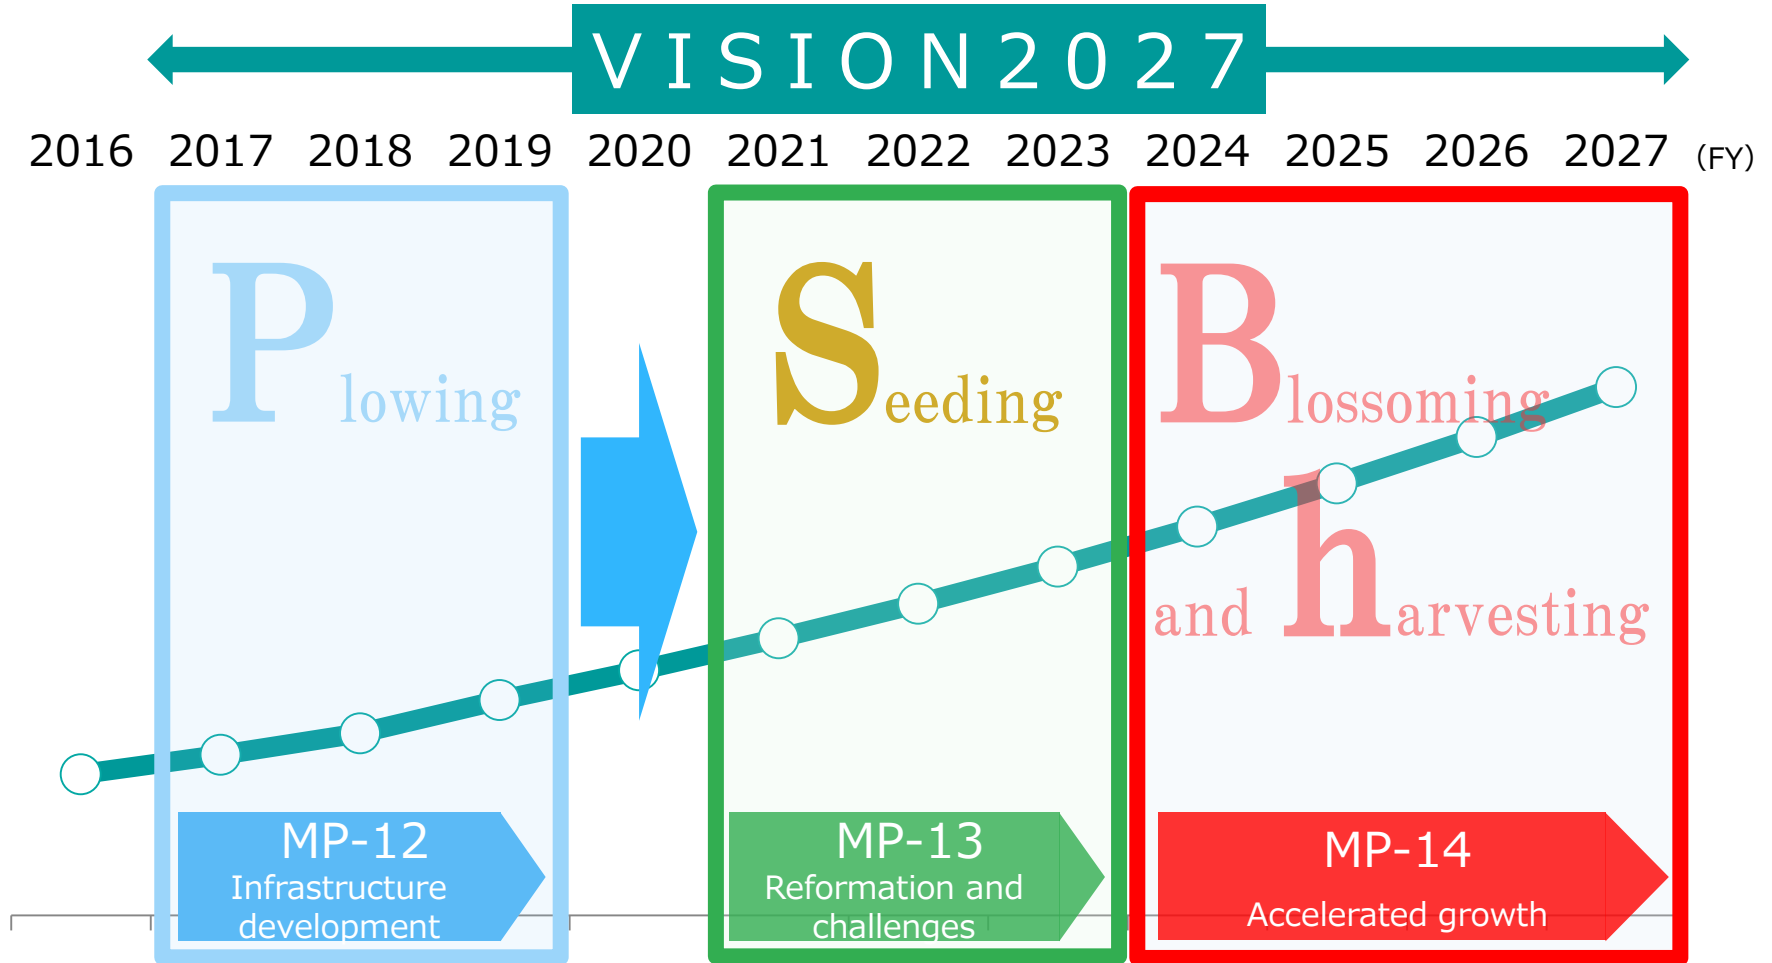 VISION2027
2016 2017 2018 2019 2020 2021 2022 2023 2024 2025 2026 2027 (FY)
Plowing
Seeding
Blossoming
and harvesting
MP-12
Infrastructure
development
MP-13
Reformation and
challenges
MP-14
Accelerated growth